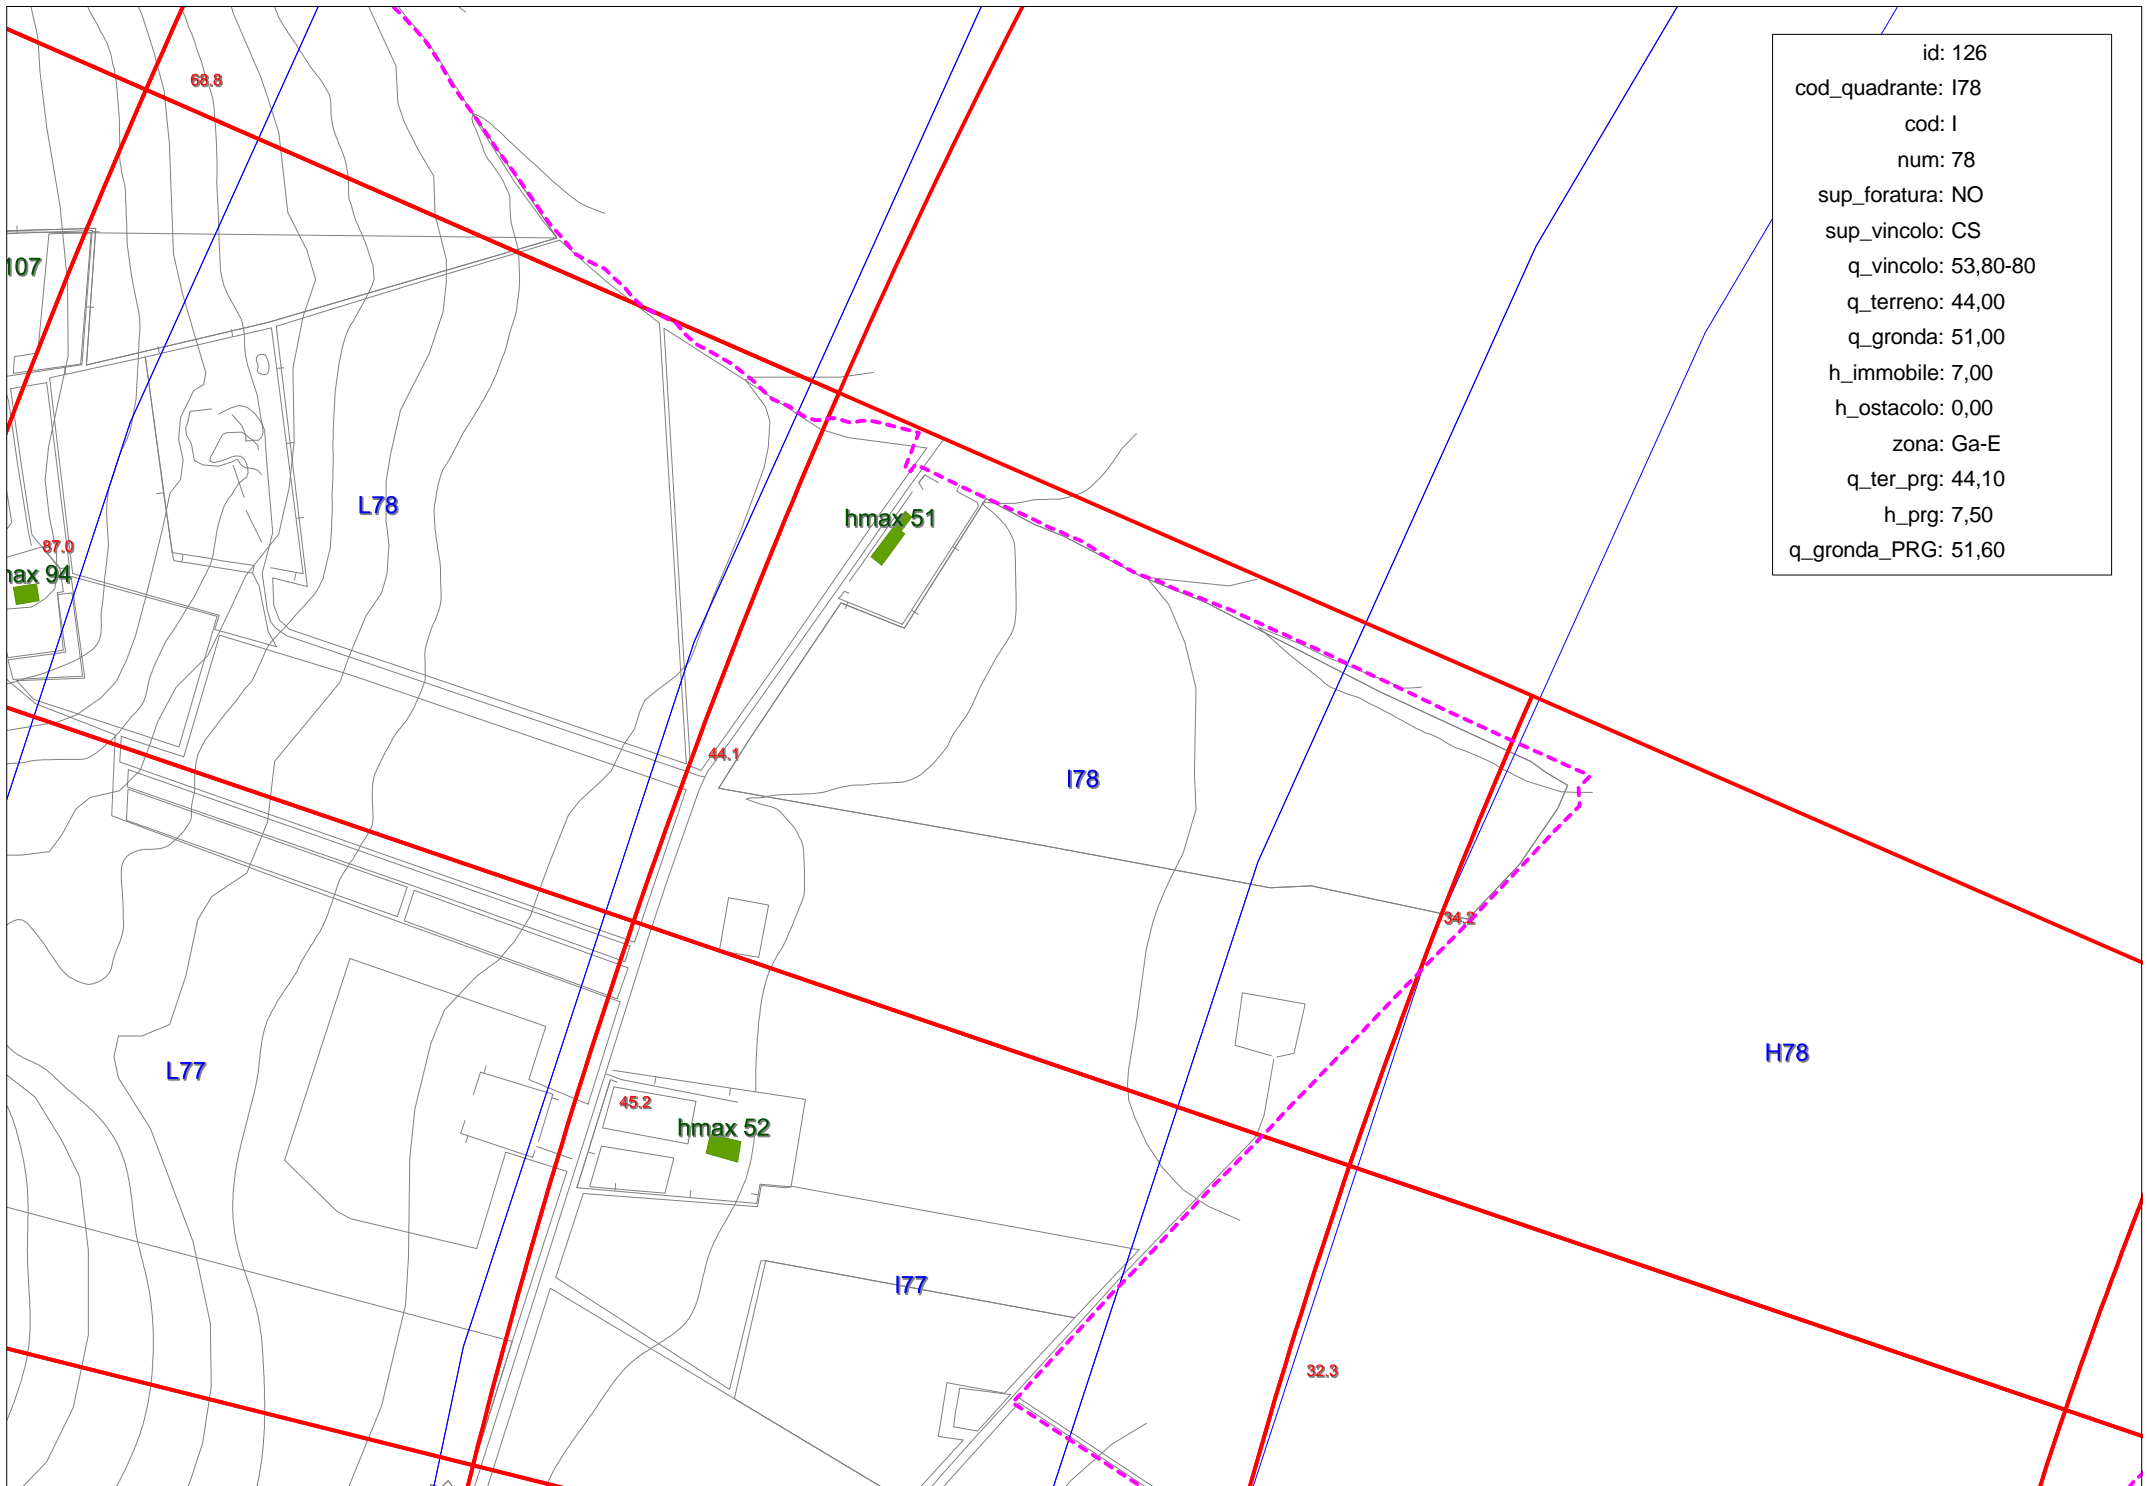 id: 126
cod_quadrante: I78
cod: I
num: 78
sup_foratura: NO
sup_vincolo: CS
q_vincolo: 53,80-80
q_terreno: 44,00
q_gronda: 51,00
h_immobile: 7,00
h_ostacolo: 0,00
zona: Ga-E
q_ter_prg: 44,10
h_prg: 7,50
q_gronda_PRG: 51,60
68.8
107
L78
hmax 51
87.0
max 94
44.1
I78
34.2
H78
L77
45.2
hmax 52
I77
32.3